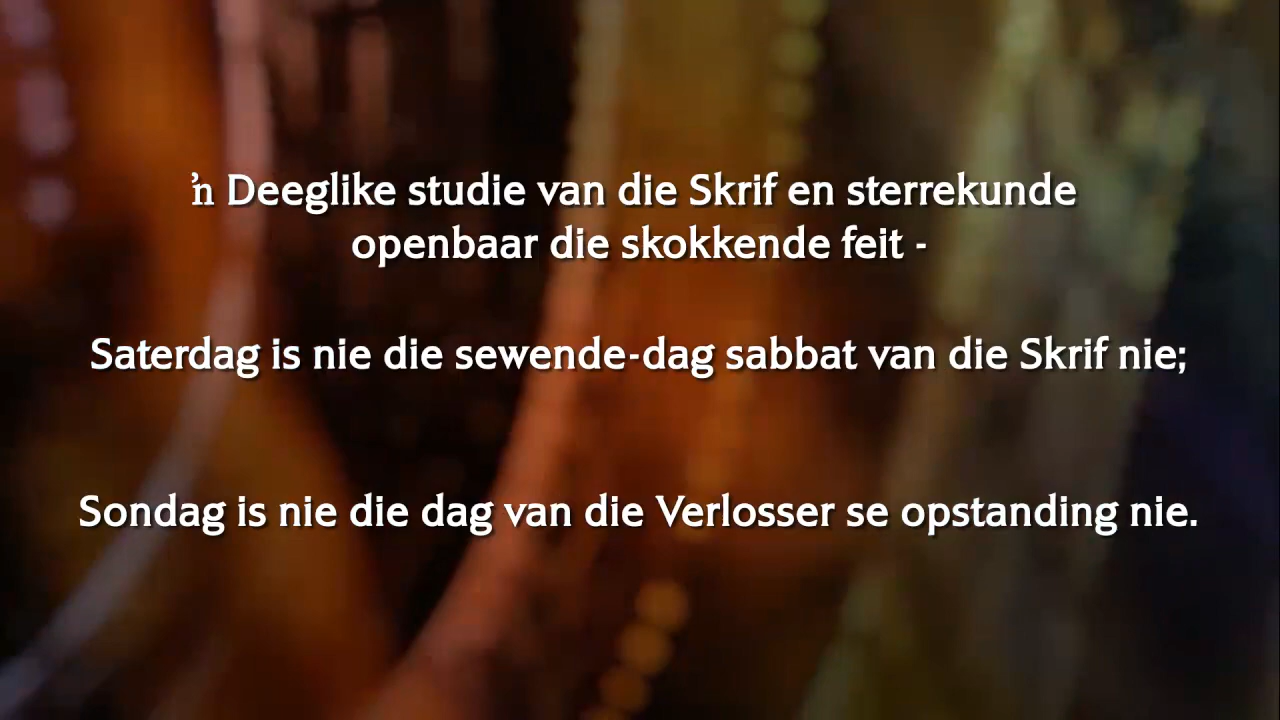 ŉ Deeglike studie van die Skrif en sterrekunde
openbaar die skokkende feit -
Saterdag is nie die sewende-dag sabbat van die Skrif nie;
Sondag is nie die dag van die Verlosser se opstanding nie.